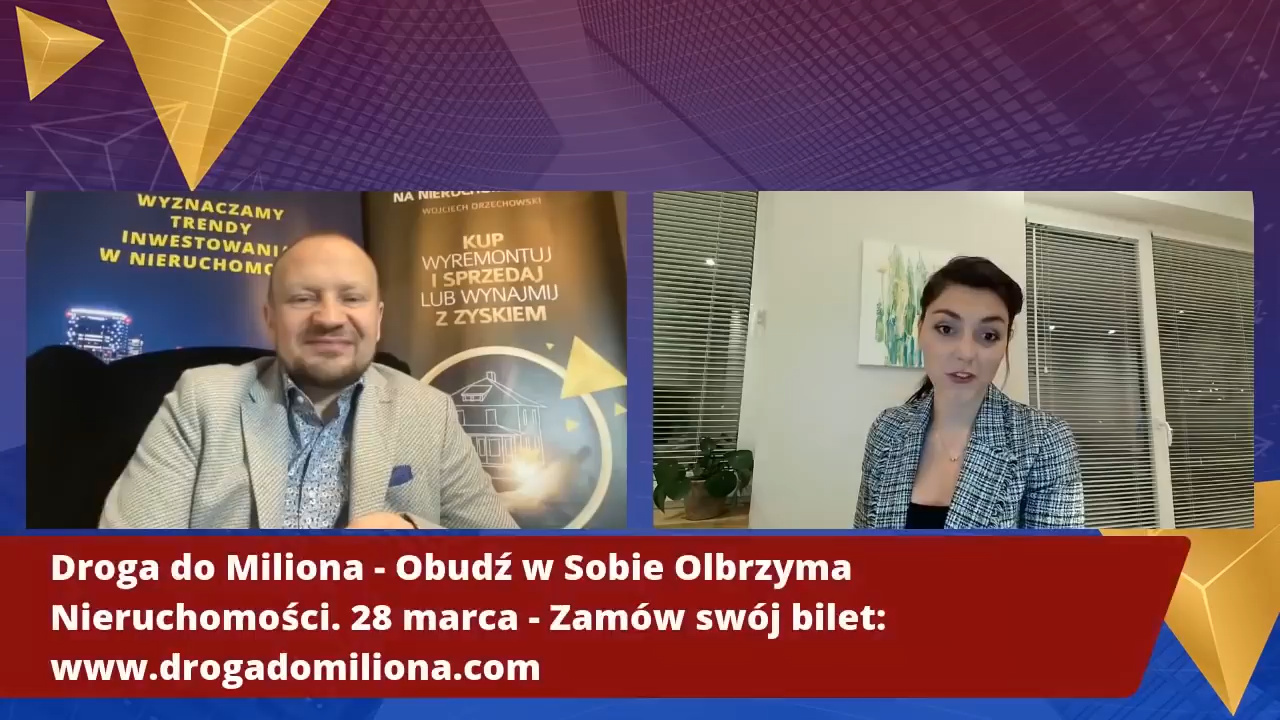 WYZNACZAMY
TRENDY
W NIERUCHOMO
NA
WOJCIECH ORZECHOWSKI
KUP
WYREMONTUJ
I SPRZEDAJ
LUB WYNAJMIJ
Z ZYSKIEM
Droga do Miliona - Obudź w Sobie Olbrzyma
Nieruchomości. 28 marca - Zamów swój bilet:
www.drogadomiliona.com